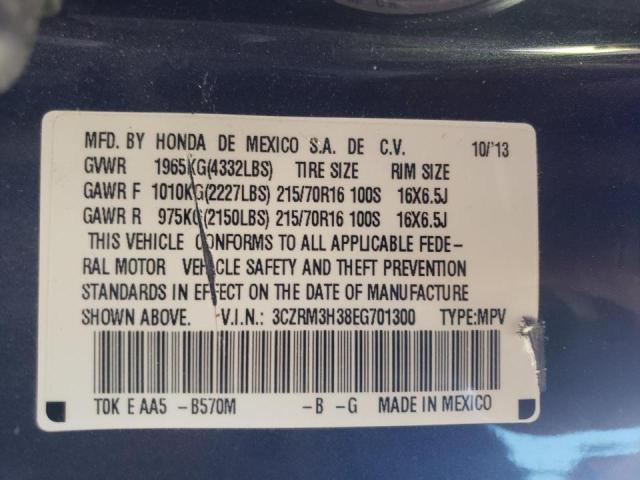 MFD. BY HONDA DE MEXICO S.A. DE C.V. 10/'13
GVWR 1965KG(4332LBS) TIRE SIZE RIM SIZE
GAWR F 1010KG(2227LBS) 215/70R16 100S 16X6.5J
GAWR R 975KG(2150LBS) 215/70R16 100S 16X6.5J
THIS VEHICLE CONFORMS TO ALL APPLICABLE FEDE-
RAL MOTOR VEHICLE SAFETY AND THEFT PREVENTION
STANDARDS IN EFFECT ON THE DATE OF MANUFACTURE
SHOWN ABOVE. V.I.N.: 3CZRM3H38EG701300 TYPE:MPV
T0K E AA5 -B570M -B -G MADE IN MEXICO